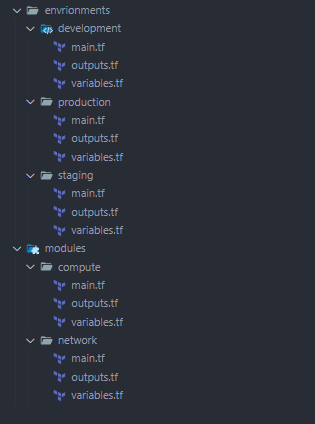 envrionments
development
main.tf
outputs.tf
variables.tf
production
main.tf
outputs.tf
variables.tf
staging
main.tf
outputs.tf
variables.tf
modules
compute
main.tf
outputs.tf
variables.tf
network
main.tf
outputs.tf
variables.tf